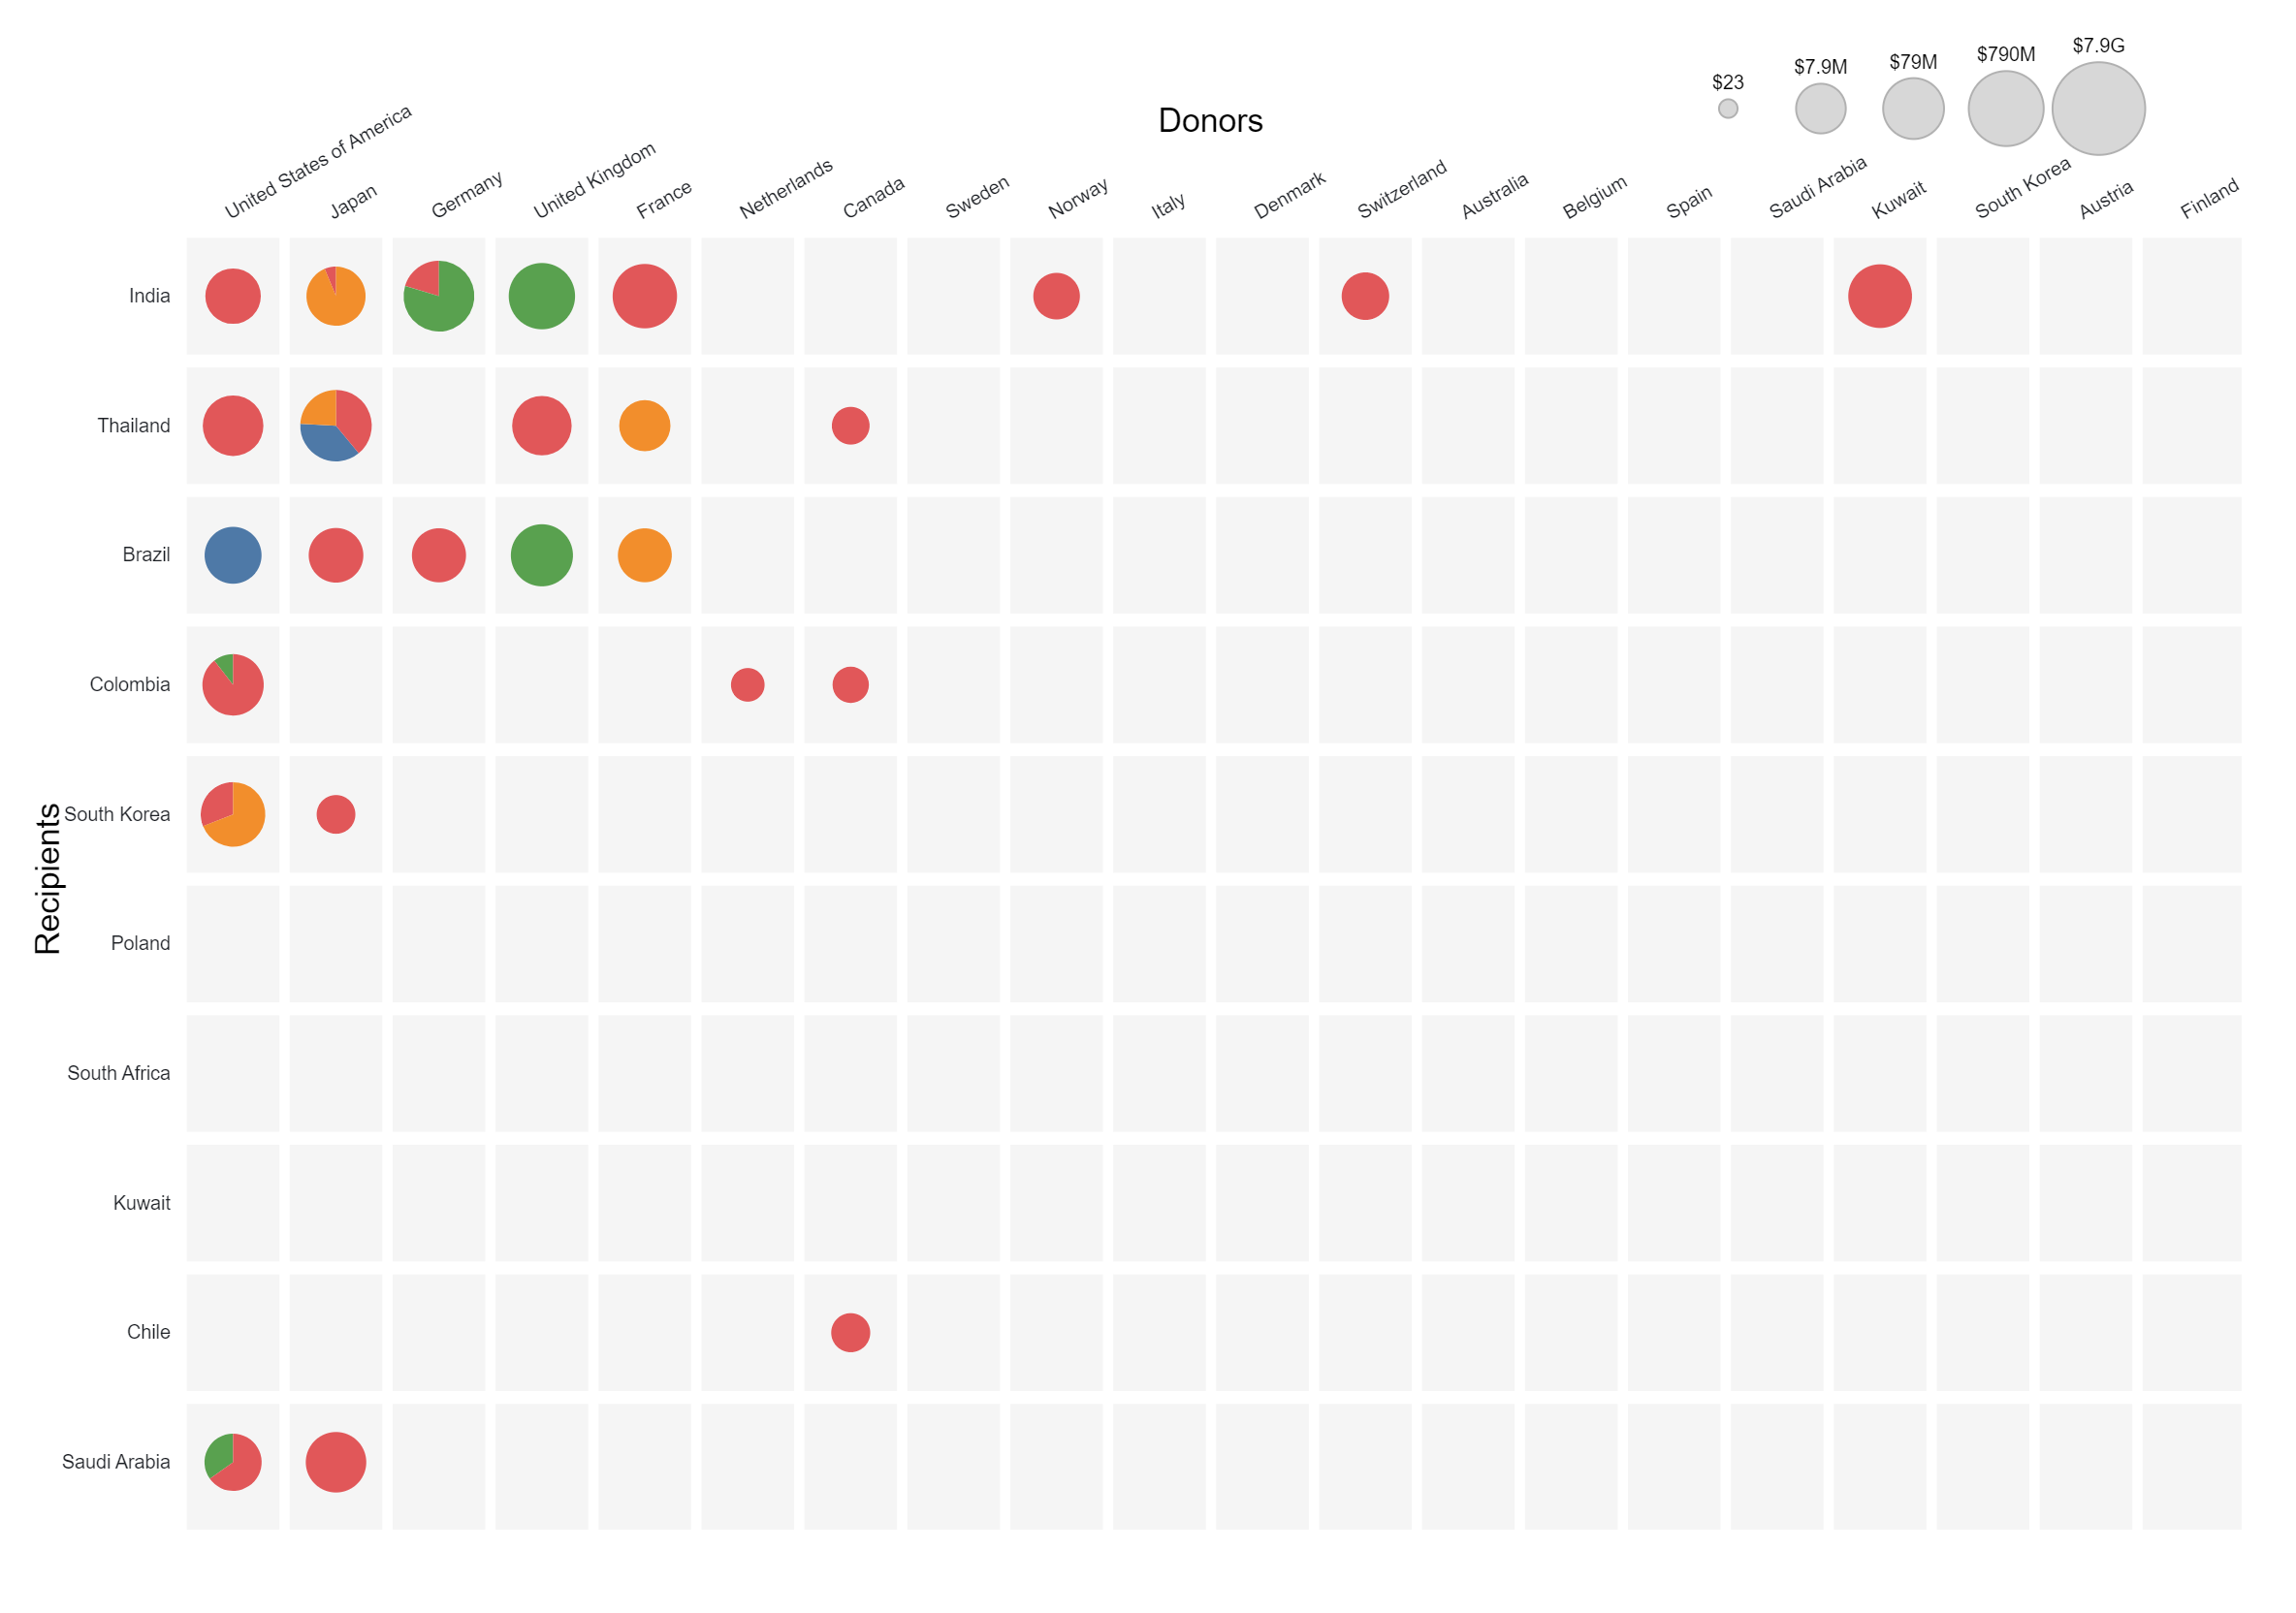 $23
$7.9M
$79M
$790M
$7.9G
Donors
United States of America
Japan
Germany
United Kingdom
France
Netherlands
Canada
Sweden
Norway
Italy
Denmark
Switzerland
Australia
Belgium
Spain
Saudi Arabia
Kuwait
South Korea
Austria
Finland
Recipients
India
Thailand
Brazil
Colombia
South Korea
Poland
South Africa
Kuwait
Chile
Saudi Arabia